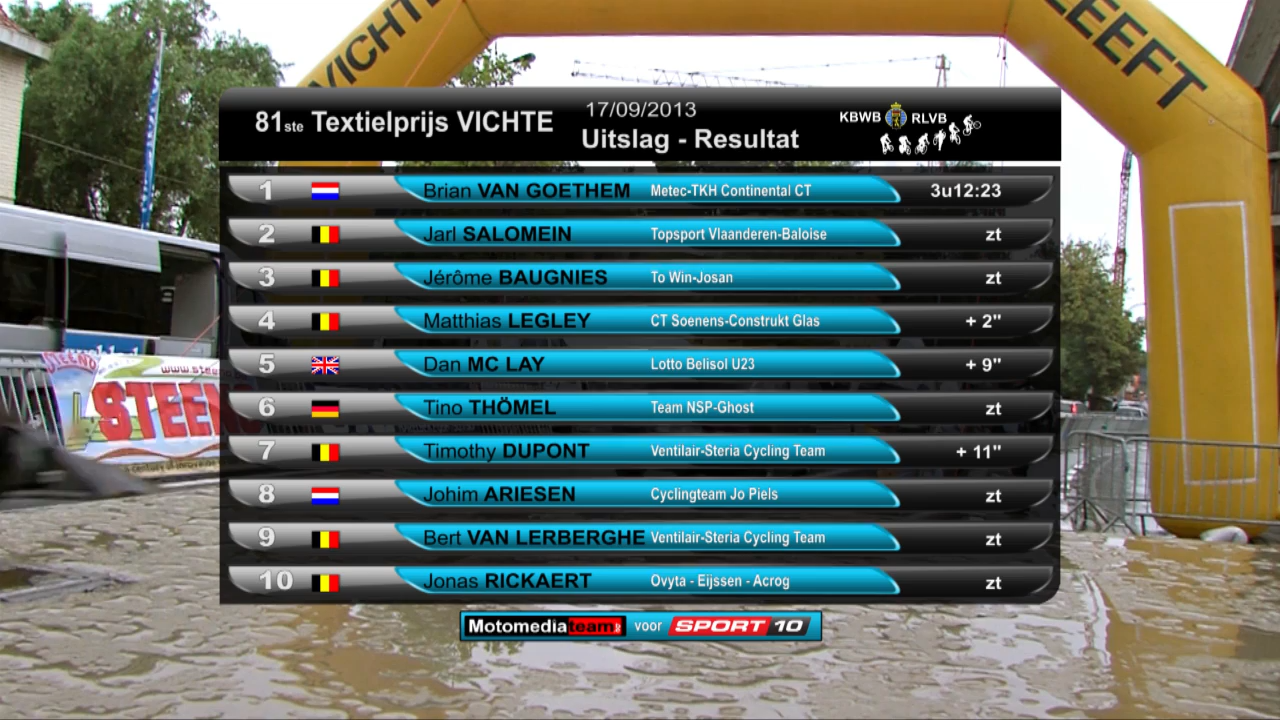 VICHTE
LEEFT
81ste Textielprijs VICHTE
17/09/2013
Uitslag - Resultat
KBWB RLVB
1 Brian VAN GOETHEM Metec-TKH Continental CT 3u12:23
2 Jarl SALOMEIN Topsport Vlaanderen-Baloise zt
3 Jérôme BAUGNIES To Win-Josan zt
4 Matthias LEGLEY CT Soenens-Construkt Glas + 2"
5 Dan MC LAY Lotto Belisol U23 + 9"
6 Tino THÖMEL Team NSP-Ghost zt
7 Timothy DUPONT Ventilair-Steria Cycling Team + 11"
8 Johim ARIESEN Cyclingteam Jo Piels zt
9 Bert VAN LERBERGHE Ventilair-Steria Cycling Team zt
10 Jonas RICKAERT Ovyta - Eijssen - Acrog zt
Motomediateam voor SPORT 10